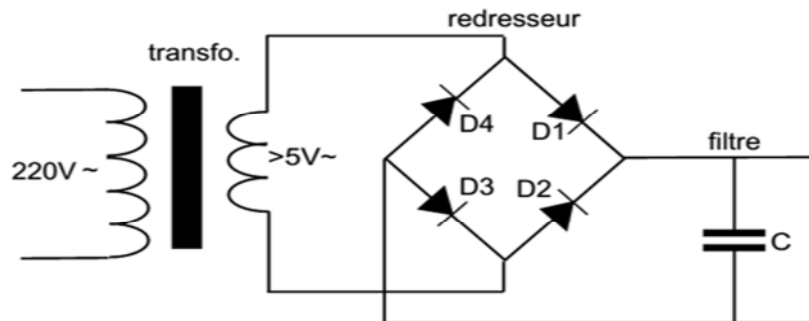 redresseur
transfo.
D4
D1
filtre
220V ~
>5V~
D3
D2
C